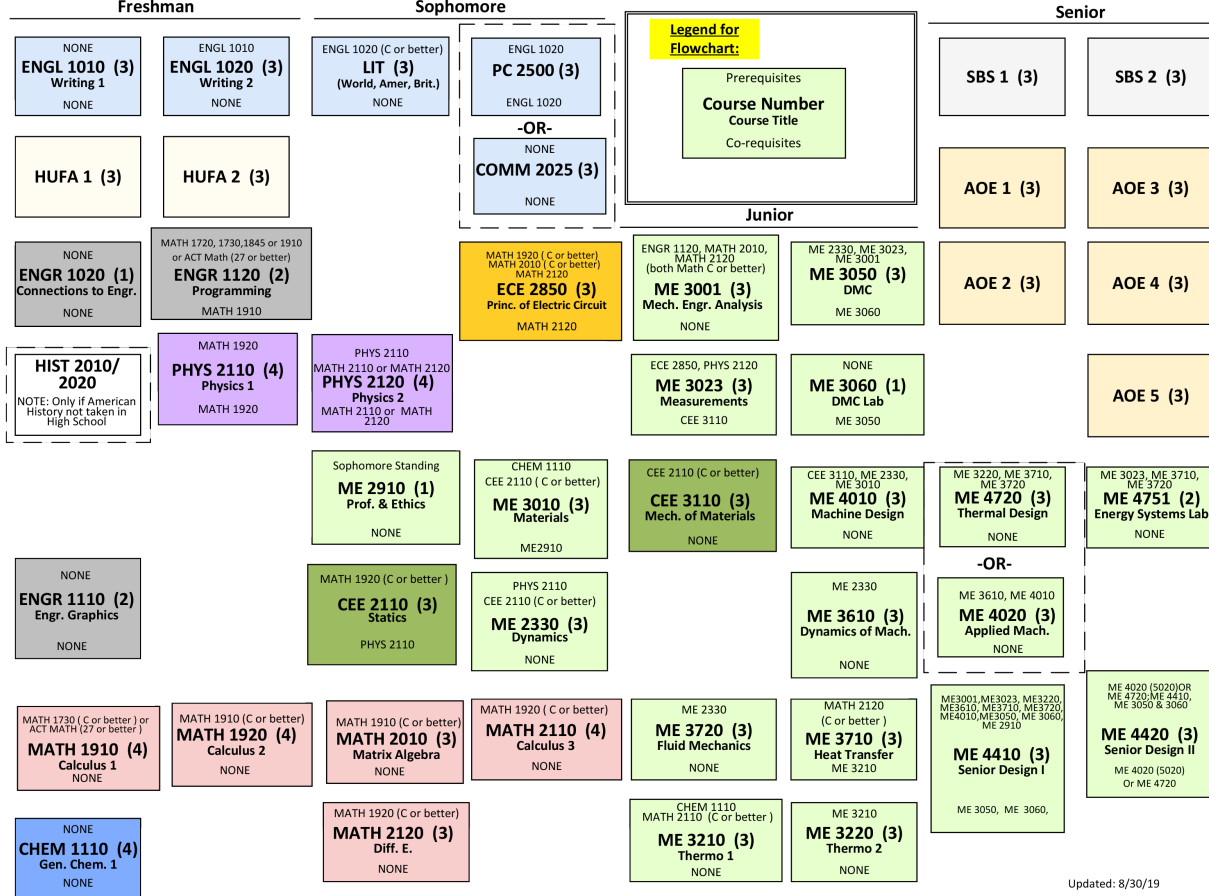 Freshman
Sophomore
Senior
NONE
ENGL 1010 (3)
Writing 1
NONE
ENGL 1010
ENGL 1020 (3)
Writing 2
NONE
ENGL 1020 (C or better)
LIT (3)
(World, Amer, Brit.)
NONE
ENGL 1020
PC 2500 (3)
ENGL 1020
-OR-
NONE
COMM 2025 (3)
NONE
Legend for
Flowchart:
Prerequisites
Course Number
Course Title
Co-requisites
SBS 1 (3)
SBS 2 (3)
HUFA 1 (3)
HUFA 2 (3)
AOE 1 (3)
AOE 3 (3)
Junior
NONE
ENGR 1020 (1)
Connections to Engr.
NONE
MATH 1720, 1730,1845 or 1910
or ACT Math (27 or better)
ENGR 1120 (2)
Programming
MATH 1910
MATH 1920 ( C or better)
MATH 2010 ( C or better)
MATH 2120
ECE 2850 (3)
Princ. of Electric Circuit
MATH 2120
ENGR 1120, MATH 2010,
MATH 2120
(both Math C or better)
ME 3001 (3)
Mech. Engr. Analysis
NONE
ME 2330, ME 3023,
ME 3001
ME 3050 (3)
DMC
ME 3060
AOE 2 (3)
AOE 4 (3)
HIST 2010/
2020
NOTE: Only if American
History not taken in
High School
MATH 1920
PHYS 2110 (4)
Physics 1
MATH 1920
PHYS 2110
MATH 2110 or MATH 2120
PHYS 2120 (4)
Physics 2
MATH 2110 or MATH
2120
ECE 2850, PHYS 2120
ME 3023 (3)
Measurements
CEE 3110
NONE
ME 3060 (1)
DMC Lab
ME 3050
AOE 5 (3)
Sophomore Standing
ME 2910 (1)
Prof. & Ethics
NONE
CHEM 1110
CEE 2110 ( C or better)
ME 3010 (3)
Materials
ME2910
CEE 2110 (C or better)
CEE 3110 (3)
Mech. of Materials
NONE
CEE 3110, ME 2330,
ME 3010
ME 4010 (3)
Machine Design
NONE
ME 3220, ME 3710,
ME 3720
ME 4720 (3)
Thermal Design
NONE
-OR-
ME 3023, ME 3710,
ME 3720
ME 4751 (2)
Energy Systems Lab
NONE
NONE
ENGR 1110 (2)
Engr. Graphics
NONE
MATH 1920 (C or better )
CEE 2110 (3)
Statics
PHYS 2110
PHYS 2110
CEE 2110 (C or better)
ME 2330 (3)
Dynamics
NONE
ME 2330
ME 3610 (3)
Dynamics of Mach.
NONE
ME 3610, ME 4010
ME 4020 (3)
Applied Mach.
NONE
MATH 1730 ( C or better ) or
ACT MATH (27 or better )
MATH 1910 (4)
Calculus 1
NONE
MATH 1910 (C or better)
MATH 1920 (4)
Calculus 2
NONE
MATH 1910 (C or better)
MATH 2010 (3)
Matrix Algebra
NONE
MATH 1920 ( C or better)
MATH 2110 (4)
Calculus 3
NONE
ME 2330
ME 3720 (3)
Fluid Mechanics
NONE
MATH 2120
(C or better )
ME 3710 (3)
Heat Transfer
ME 3210
ME3001,ME3023, ME3220,
ME3610, ME3710, ME3720,
ME4010,ME3050, ME 3060,
ME 2910
ME 4410 (3)
Senior Design I
ME 3050, ME 3060,
ME 4020 (5020)OR
ME 4720;ME 4410,
ME 3050 & 3060
ME 4420 (3)
Senior Design II
ME 4020 (5020)
Or ME 4720
NONE
CHEM 1110 (4)
Gen. Chem. 1
NONE
MATH 1920 (C or better)
MATH 2120 (3)
Diff. E.
NONE
CHEM 1110
MATH 2110 (C or better )
ME 3210 (3)
Thermo 1
NONE
ME 3210
ME 3220 (3)
Thermo 2
NONE
Updated: 8/30/19